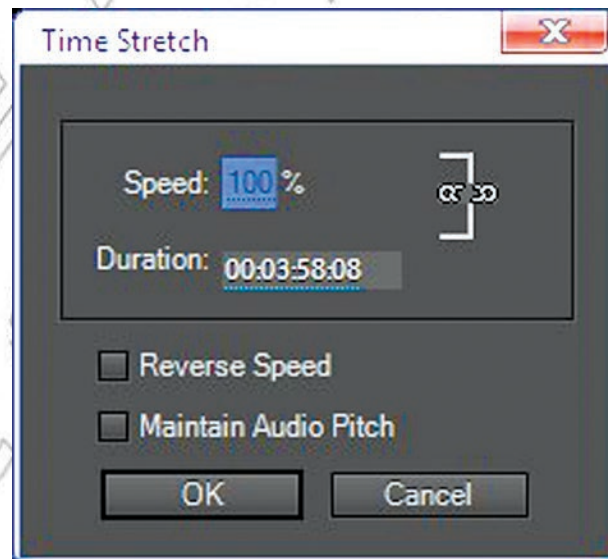 Time Stretch
Speed: 100 %
Duration: 00:03:58:08
Reverse Speed
Maintain Audio Pitch
OK Cancel